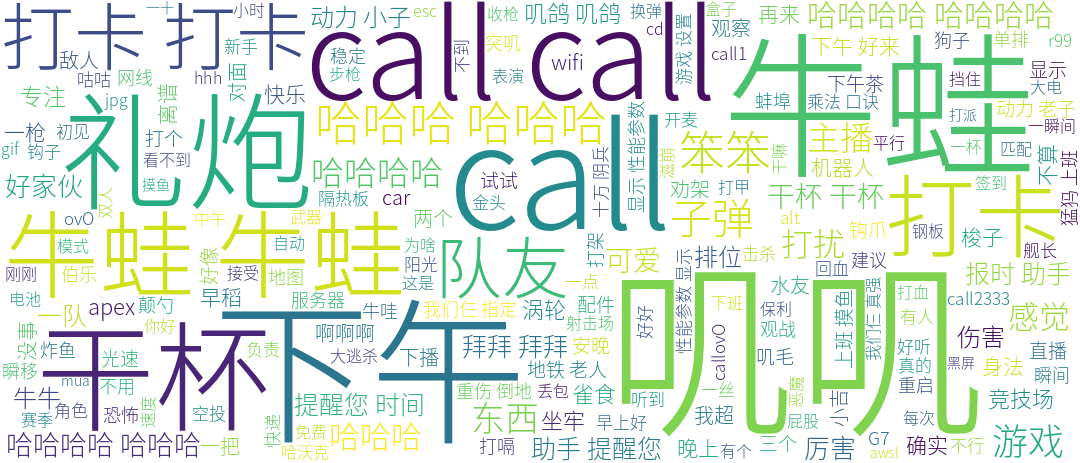 打卡 打卡
一十
小时
敌人
新手
咕咕
网线
hhh
对面
专注
jpg
离谱
快乐
一枪
初见
打个
gif
钩子
看不到
好家伙
摸鱼
双人
动力 小子
esc
收枪
叽鸽 叽鸽
换弹
盒子
cd
观察
call call
稳定
步枪
突叽
表演
不到
wifi
游戏 设置
call1
再来
哈哈哈哈 哈哈哈哈
下午 好来
狗子
单排
r99
下午茶
挡住
显示
大电
蚌埠
乘法 口诀
动力 老子
打派
一瞬间
牛蛙
礼炮
哈哈哈 哈哈哈
哈哈哈哈
call
开麦
笨笨
主播
平行
一杯
匹配
不算
猛犸 上班
机器人
签到
十万 阴兵
显示 性能参数
劝架
打甲
干杯 干杯
打卡
隔热板
car
试试
金头
两个
子弹
alt
钩爪
钢板
梭子
舰长
ovO
中午
武器
牛蛙 牛蛙
模式
自动
为啥
接受
阳光
这是
队友
打架
可爱
排位
击杀
打扰
回血
建议
报时 助手
刚刚
伯乐
好像
地图
一点
水友
call2333
电池
apex
颠勺
早稻
服务器
牛哇
我们仨 指定
涡轮
配件
射击场
性能参数 显示
下班
保利
观战
打血
有人
我们仨 真强
感觉
一队
你好
啊啊啊
没事
炸鱼
光速
负责
大逃杀
下播
拜拜 拜拜
安晚
callovO
叽毛
上班 摸鱼
好听
真的
黑屏
伤害
直播
瞬移
干杯
下午
好好
叽叽
重启
身法
瞬间
牛牛
mua
不用
地铁 老人
一丝
恶魔
竞技场
赛季
角色
恐怖
速度
空投
提醒您 时间
重伤 倒地
丢包
雀食
听到
我超
屁股
小吉
每次
游戏
快递
免费
哈哈哈
东西
坐牢
早上好
哈哈哈哈 哈哈哈
一把
哈沃克
打嗝
助手 提醒您
晚上
有个
三个
厉害
G7
awsl
确实
不行